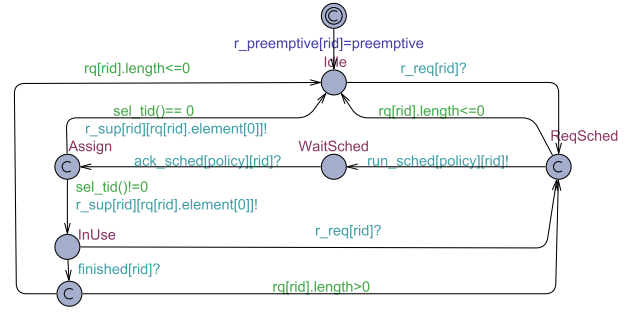 C
r_preemptive[rid]=preemptive
Idle
rq[rid].length<=0
r_req[rid]?
sel_tid()== 0
rq[rid].length<=0
r_sup[rid][rq[rid].element[0]]!
ReqSched
Assign
WaitSched
C
ack_sched[policy][rid]?
run_sched[policy][rid]!
C
sel_tid()!=0
r_sup[rid][rq[rid].element[0]]!
InUse
r_req[rid]?
finished[rid]?
C
rq[rid].length>0